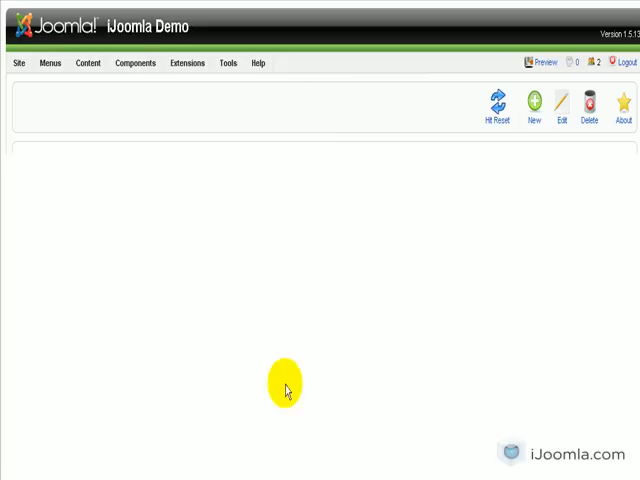 Joomla! iJoomla Demo
Version 1.5.13
Site Menus Content Components Extensions Tools Help Preview 0 2 Logout
Hit Reset New Edit Delete About
iJoomla.com